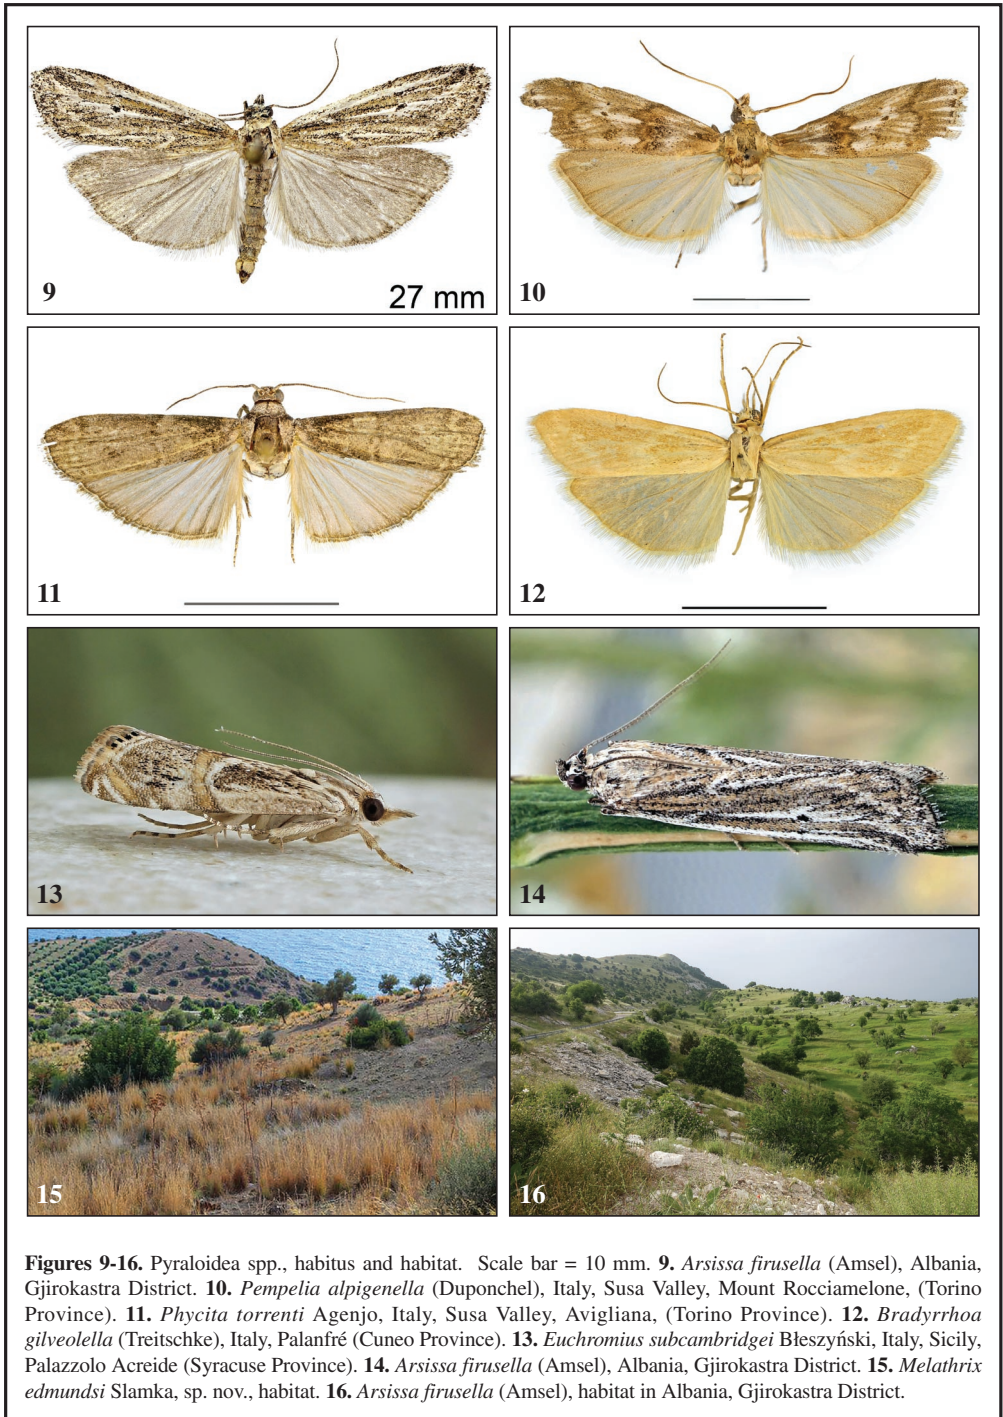 9
27 mm
10
11
12
13
14
15
16
Figures 9-16. Pyraloidea spp., habitus and habitat. Scale bar = 10 mm. 9. Arsissa firusella (Amsel), Albania,
Gjirokastra District. 10. Pempelia alpigenella (Duponchel), Italy, Susa Valley, Mount Rocciamelone, (Torino
Province). 11. Phycita torrenti Agenjo, Italy, Susa Valley, Avigliana, (Torino Province). 12. Bradyrrhoa
gilveolella (Treitschke), Italy, Palanfré (Cuneo Province). 13. Euchromius subcambridgei Błeszyński, Italy, Sicily,
Palazzolo Acreide (Syracuse Province). 14. Arsissa firusella (Amsel), Albania, Gjirokastra District. 15. Melathrix
edmundsi Slamka, sp. nov., habitat. 16. Arsissa firusella (Amsel), habitat in Albania, Gjirokastra District.